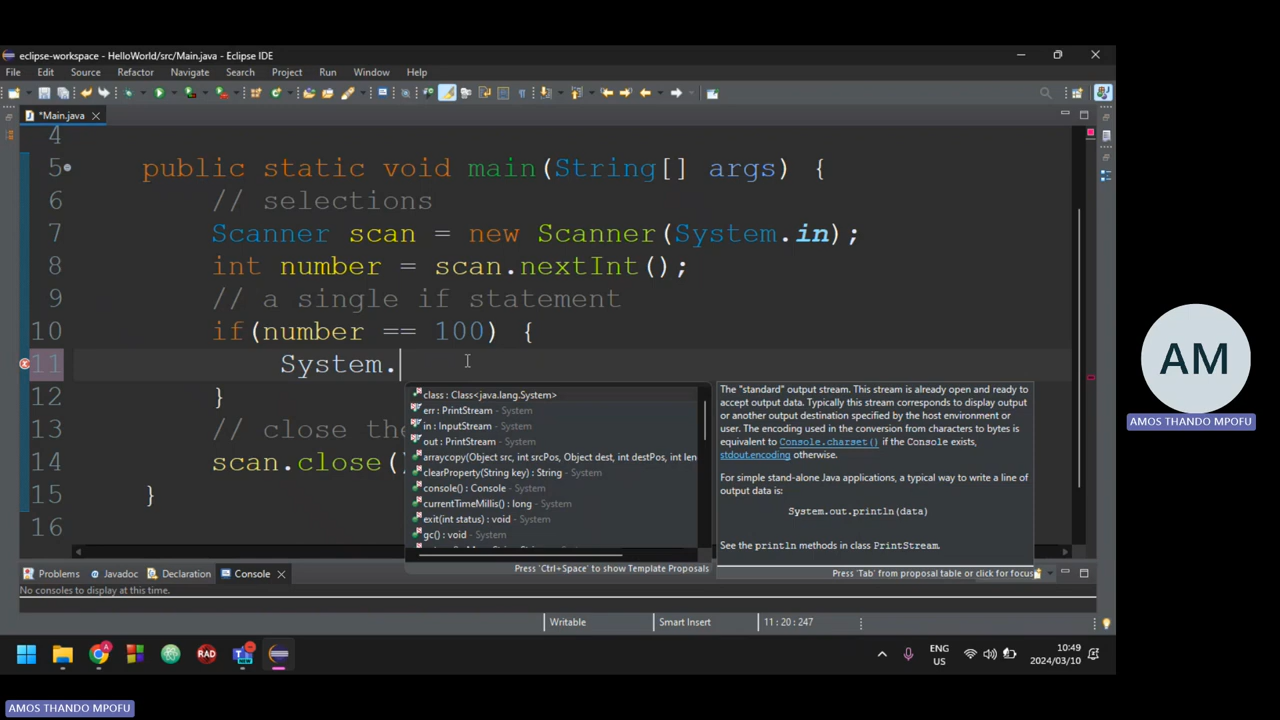 eclipse-workspace - HelloWorld/src/Main.java - Eclipse IDE
File Edit Source Refactor Navigate Search Project Run Window Help
*Main.java
4
5 public static void main(String[] args) {
6 // selections
7 Scanner scan = new Scanner(System.in);
8 int number = scan.nextInt();
9 // a single if statement
10 if(number == 100) {
11 System.
12 }
13 // close the
14 scan.close()
15 }
16
class : Class<java.lang.System>
err : PrintStream - System
in : InputStream - System
out : PrintStream - System
arraycopy(Object src, int srcPos, Object dest, int destPos, int len
clearProperty(String key) : String - System
console() : Console - System
currentTimeMillis() : long - System
exit(int status) : void - System
gc() : void - System
Press 'Ctrl+Space' to show Template Proposals
The "standard" output stream. This stream is already open and ready to
accept output data. Typically this stream corresponds to display output
or another output destination specified by the host environment or
user. The encoding used in the conversion from characters to bytes is
equivalent to Console.charset() if the Console exists,
stdout.encoding otherwise.
For simple stand-alone Java applications, a typical way to write a line of
output data is:
System.out.println(data)
See the println methods in class PrintStream.
Press 'Tab' from proposal table or click for focus
Problems Javadoc Declaration Console
No consoles to display at this time.
Writable Smart Insert 11 : 20 : 247
RAD
ENG
US
10:49
2024/03/10
AM
AMOS THANDO MPOFU
AMOS THANDO MPOFU